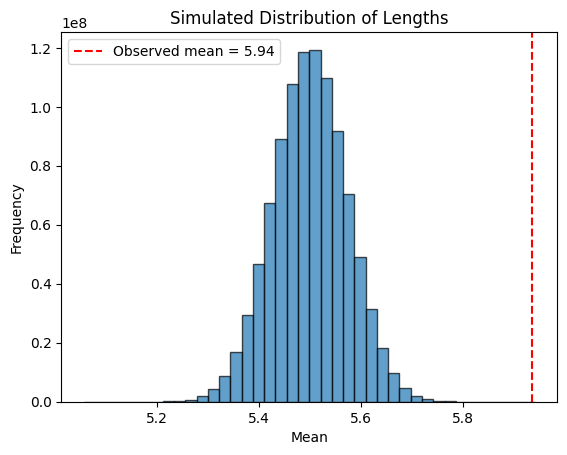 Simulated Distribution of Lengths
1e8
Observed mean = 5.94
1.2
1.0
0.8
0.6
0.4
0.2
0.0
Frequency
5.2 5.4 5.6 5.8
Mean